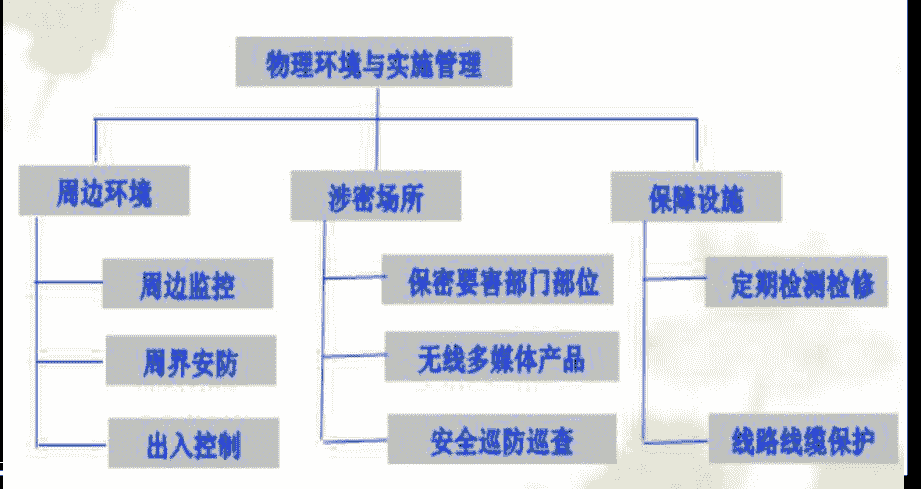 物理环境与实施管理
周边环境
涉密场所
保障设施
周边监控
保密要害部门部位
定期检测检修
周界安防
无线多媒体产品
出入控制
安全巡防巡查
线路线缆保护